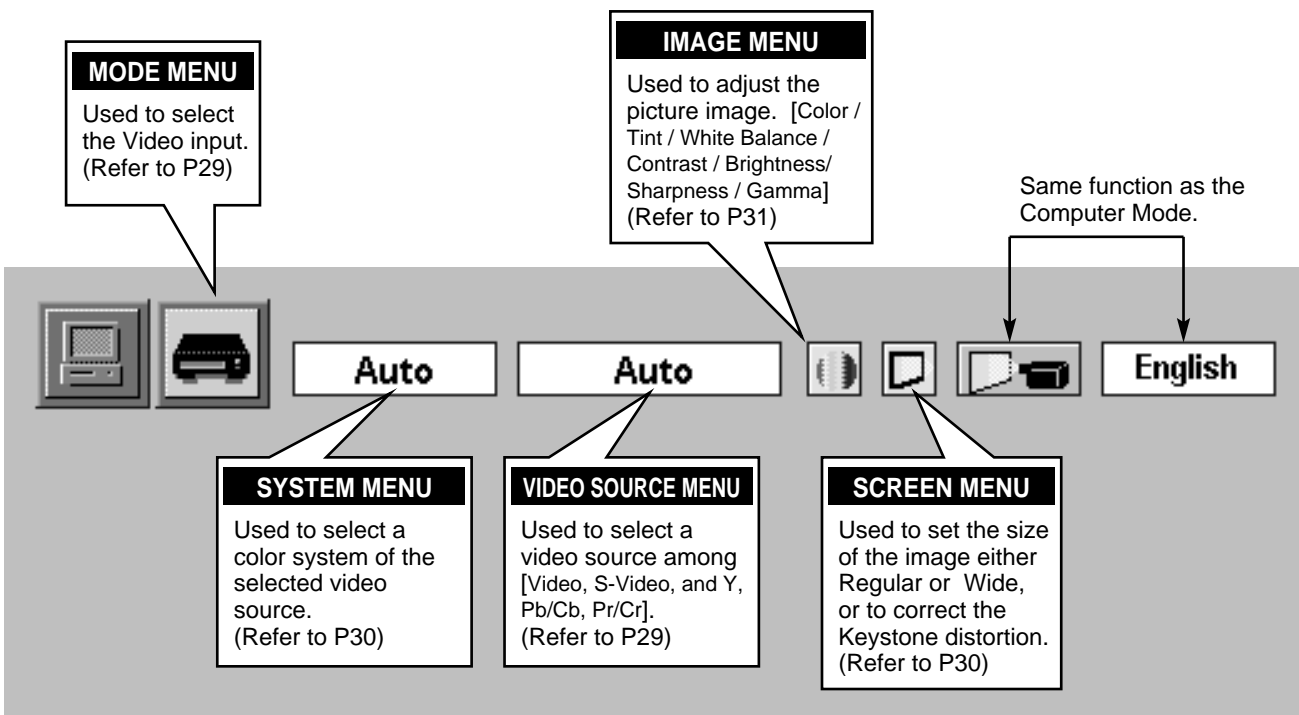 MODE MENU
Used to select
the Video input.
(Refer to P29)
IMAGE MENU
Used to adjust the
picture image. [Color /
Tint / White Balance /
Contrast / Brightness/
Sharpness / Gamma]
(Refer to P31)
Same function as the
Computer Mode.
Auto
Auto
English
SYSTEM MENU
Used to select a
color system of the
selected video
source.
(Refer to P30)
VIDEO SOURCE MENU
Used to select a
video source among
[Video, S-Video, and Y,
Pb/Cb, Pr/Cr].
(Refer to P29)
SCREEN MENU
Used to set the size
of the image either
Regular or Wide,
or to correct the
Keystone distortion.
(Refer to P30)